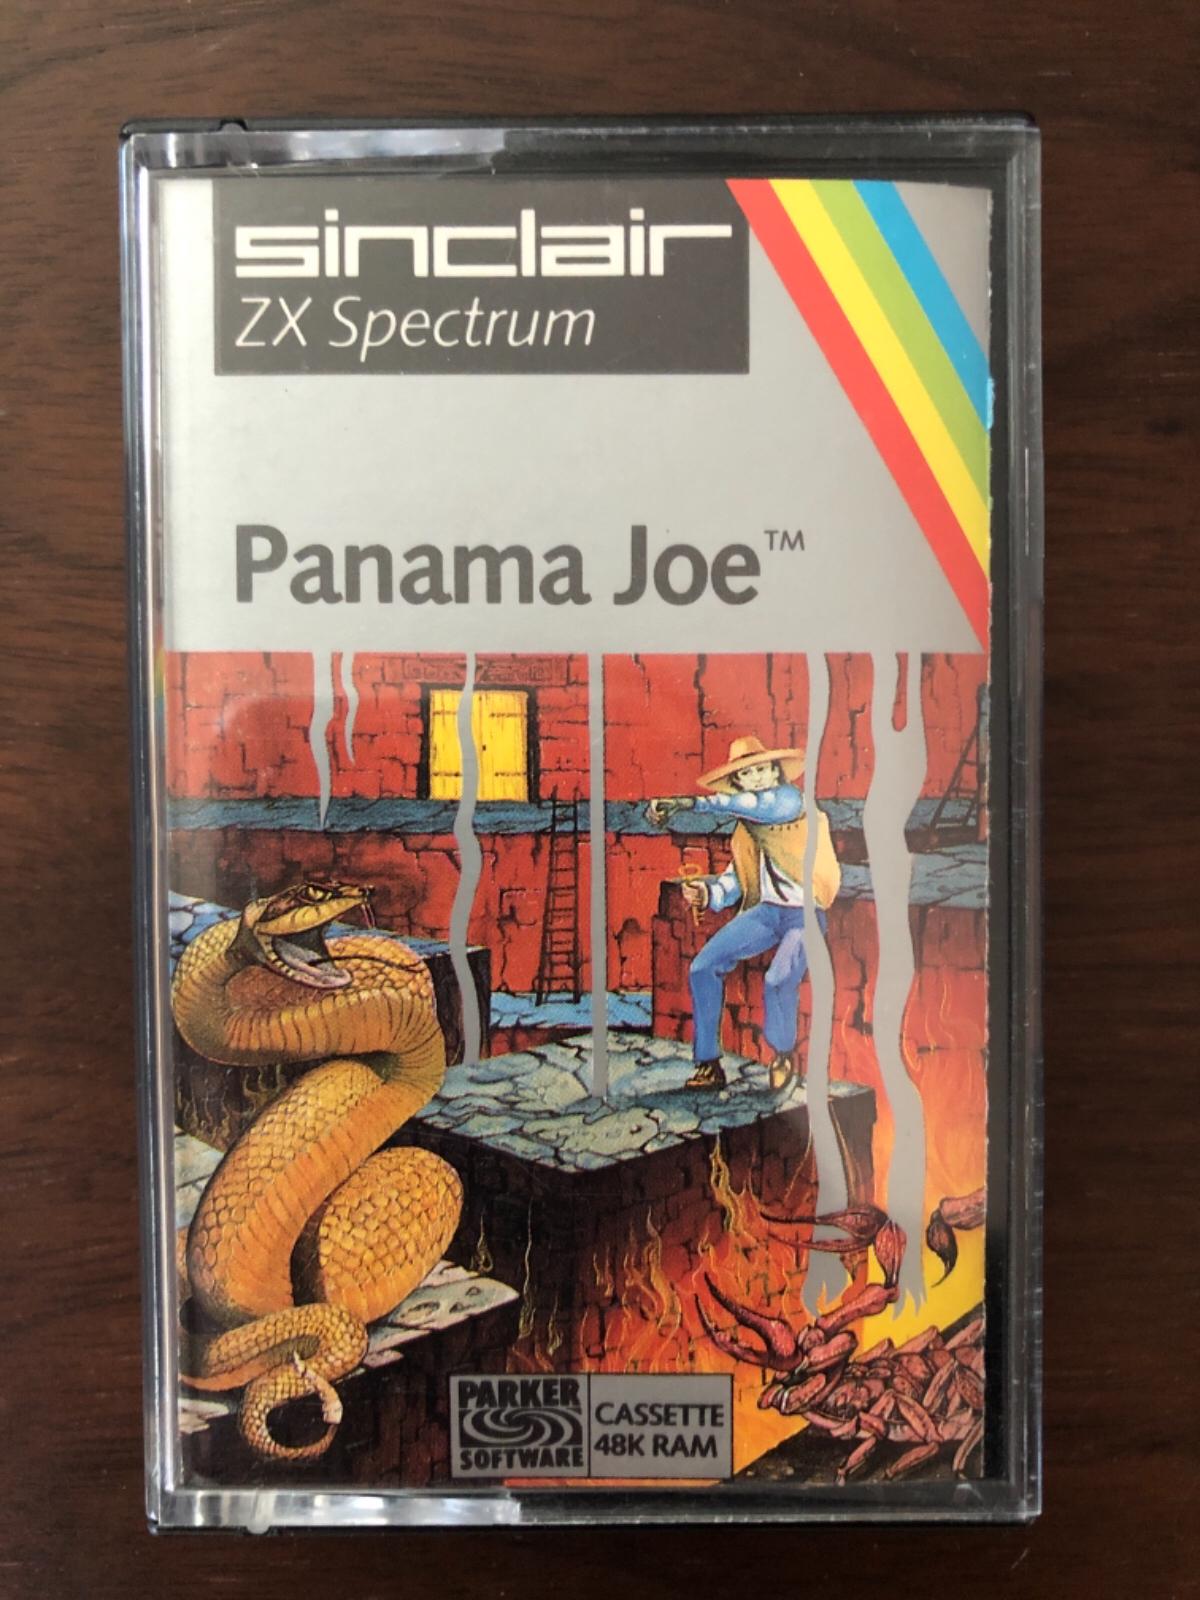 sinclair
ZX Spectrum
Panama Joe™
PARKER
SOFTWARE
CASSETTE
48K RAM